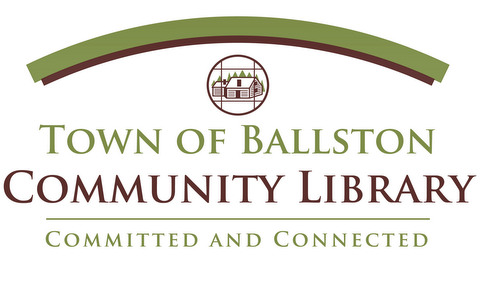 Town of Ballston
Community Library
Committed and Connected